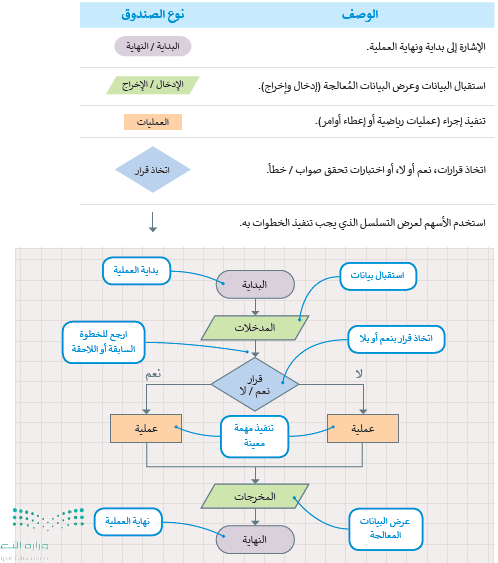 نوع الصندوق الوصف
البداية / النهاية الإشارة إلى بداية ونهاية العملية.
الإدخال / الإخراج استقبال البيانات وعرض البيانات المُعالجة (إدخال وإخراج).
العمليات تنفيذ إجراء (عمليات رياضية أو إعطاء أوامر).
اتخاذ قرار اتخاذ قرارات، نعم أو لا، أو اختبارات تحقق صواب / خطأ.
استخدم الأسهم لعرض التسلسل الذي يجب تنفيذ الخطوات به.
بداية العملية
البداية
استقبال بيانات
المدخلات
ارجع للخطوة
السابقة أو اللاحقة
اتخاذ قرار بنعم أو بلا
قرار
نعم / لا
لا
نعم
عملية
تنفيذ مهمة
معينة
عملية
المخرجات
عرض البيانات
المعالجة
نهاية العملية
النهاية